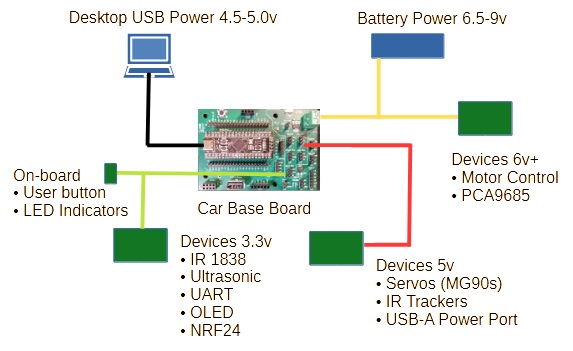 Desktop USB Power 4.5-5.0v
Battery Power 6.5-9v
Devices 6v+
• Motor Control
• PCA9685
On-board
• User button
• LED Indicators
Car Base Board
Devices 3.3v
• IR 1838
• Ultrasonic
• UART
• OLED
• NRF24
Devices 5v
• Servos (MG90s)
• IR Trackers
• USB-A Power Port